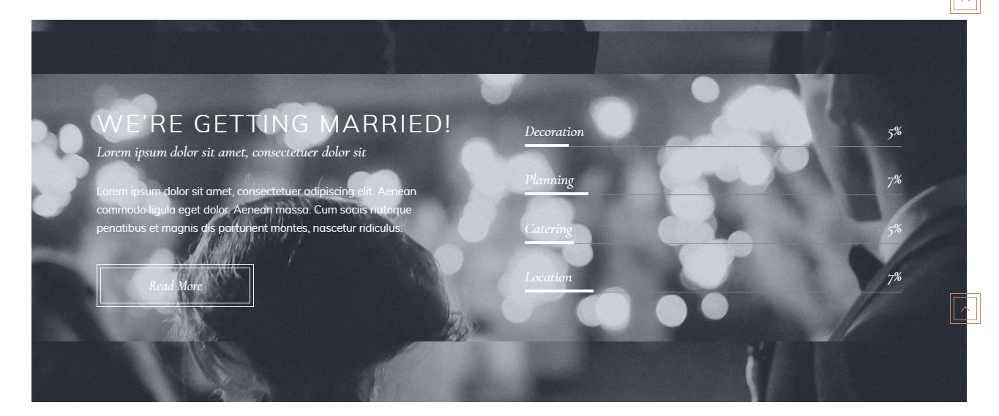 WE'RE GETTING MARRIED!
Lorem ipsum dolor sit amet, consectetuer dolor sit
Lorem ipsum dolor sit amet, consectetuer adipiscing elit. Aenean
commodo ligula eget dolor. Aenean massa. Cum sociis natoque
penatibus et magnis dis parturient montes, nascetur ridiculus.
Read More
Decoration 5%
Planning 7%
Catering 5%
Location 7%